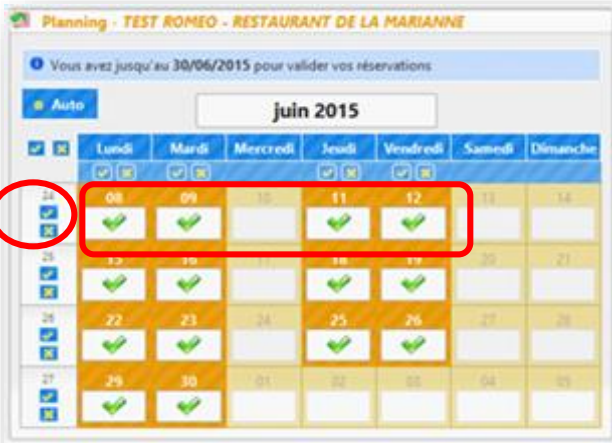 Planning - TEST ROMEO - RESTAURANT DE LA MARIANNE
Vous avez jusqu'au 30/06/2015 pour valider vos réservations
Auto
juin 2015
Lundi Mardi Mercredi Jeudi Vendredi Samedi Dimanche
24 08 09 10 11 12 13 14
25 15 16 17 18 19 20 21
26 22 23 24 25 26 27 28
27 29 30 01 02 03 04 05